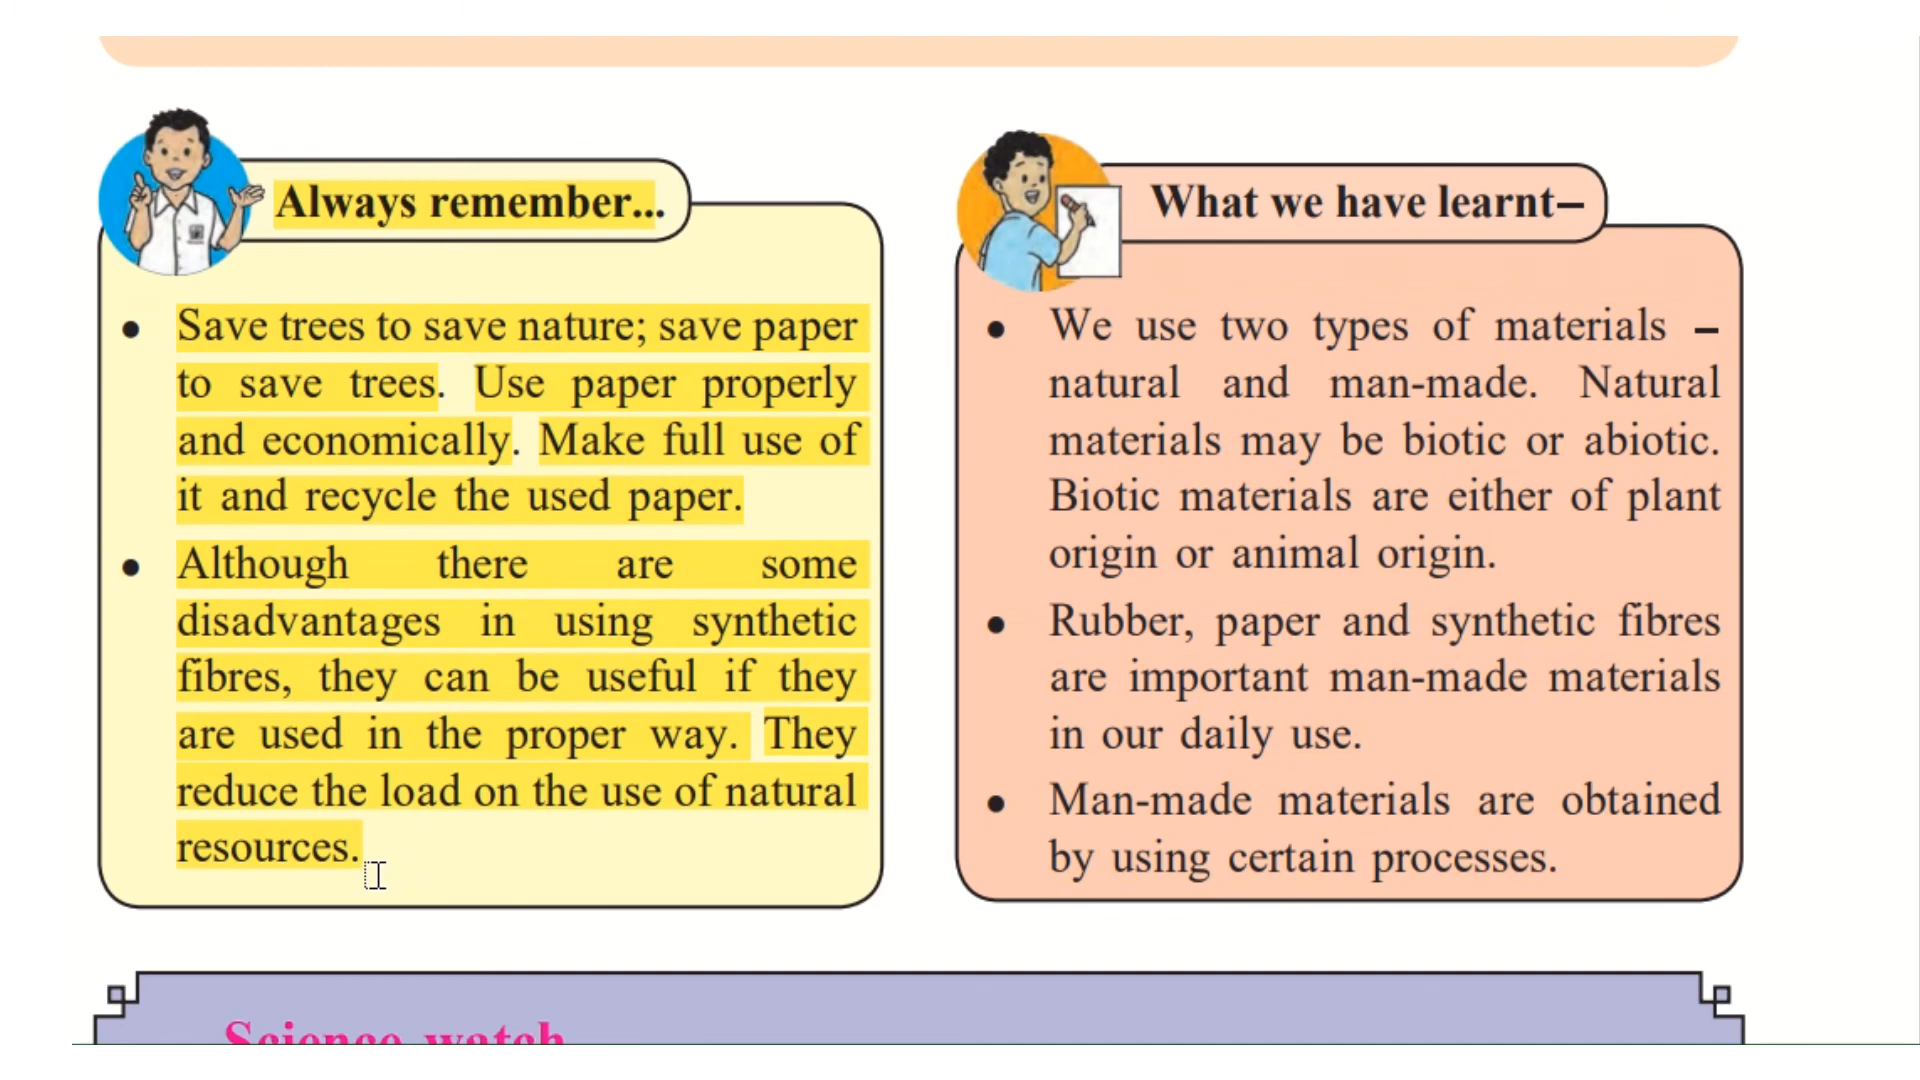 Always remember...
● Save trees to save nature; save paper
to save trees. Use paper properly
and economically. Make full use of
it and recycle the used paper.
● Although there are some
disadvantages in using synthetic
fibres, they can be useful if they
are used in the proper way. They
reduce the load on the use of natural
resources.
What we have learnt–
● We use two types of materials –
natural and man-made. Natural
materials may be biotic or abiotic.
Biotic materials are either of plant
origin or animal origin.
● Rubber, paper and synthetic fibres
are important man-made materials
in our daily use.
● Man-made materials are obtained
by using certain processes.
Science watch